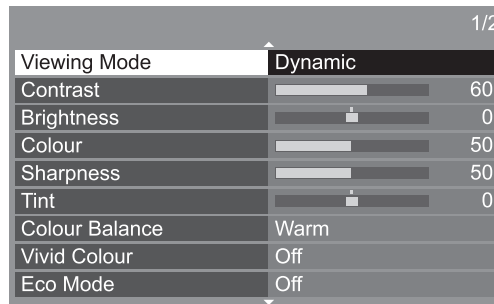 1/2
Viewing Mode Dynamic
Contrast 60
Brightness 0
Colour 50
Sharpness 50
Tint 0
Colour Balance Warm
Vivid Colour Off
Eco Mode Off